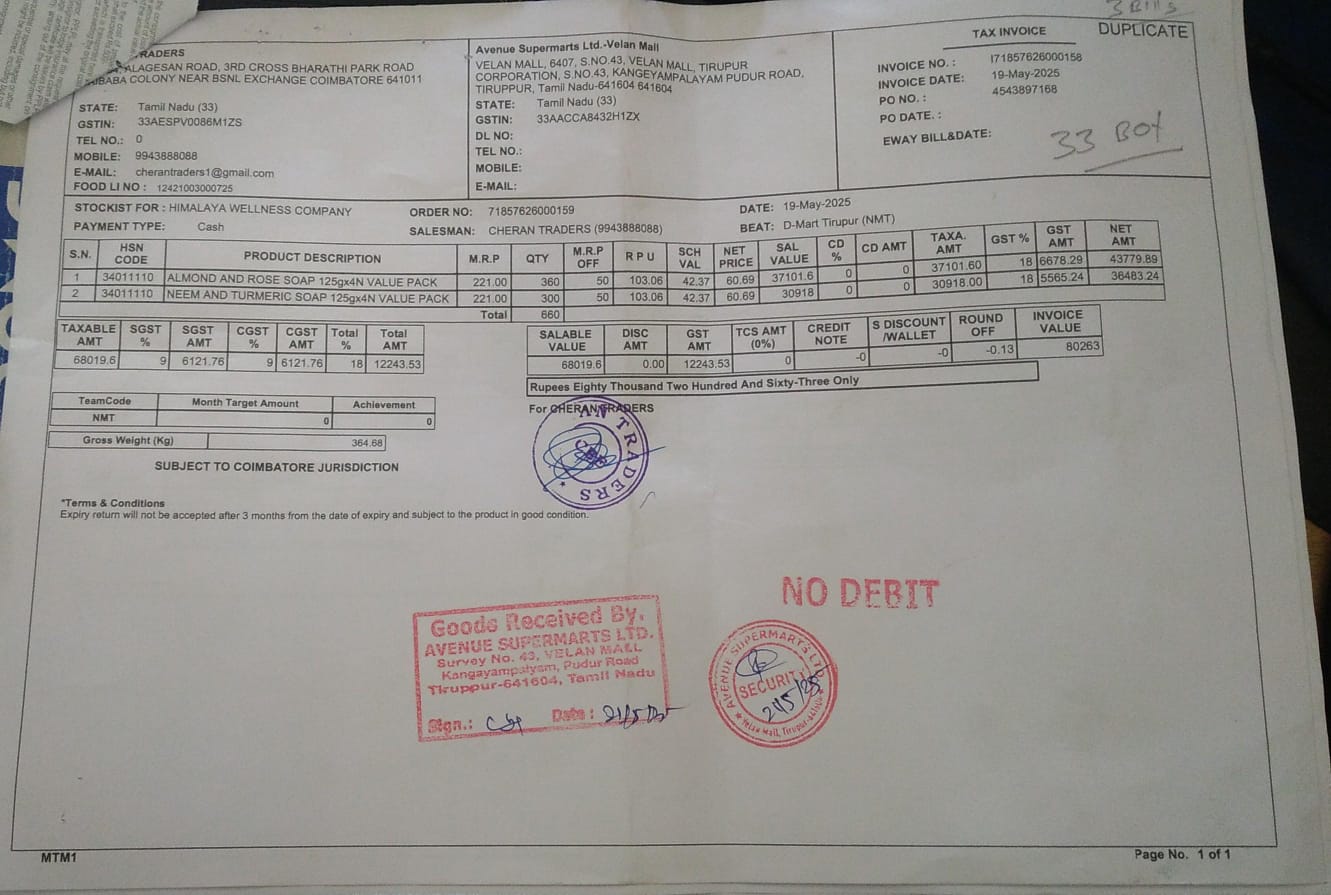 3 Bills
DUPLICATE
TAX INVOICE
TRADERS
ALAGESAN ROAD, 3RD CROSS BHARATHI PARK ROAD
COLONY NEAR BSNL EXCHANGE COIMBATORE 641011
STATE: Tamil Nadu (33)
GSTIN: 33AESPV0086M1ZS
TEL NO.: 0
MOBILE: 9943888088
E-MAIL: cherantraders1@gmail.com
FOOD LI NO : 12421003000725
Avenue Supermarts Ltd.-Velan Mall
VELAN MALL, 6407, S.NO.43, VELAN MALL, TIRUPUR
CORPORATION, S.NO.43, KANGEYAMPALAYAM PUDUR ROAD,
TIRUPPUR, Tamil Nadu-641604 641604
STATE: Tamil Nadu (33)
GSTIN: 33AACCA8432H1ZX
DL NO:
TEL NO.:
MOBILE:
E-MAIL:
INVOICE NO. : I71857626000158
INVOICE DATE: 19-May-2025
PO NO. : 4543897168
PO DATE. :
EWAY BILL&DATE:
33 BOX
STOCKIST FOR : HIMALAYA WELLNESS COMPANY
PAYMENT TYPE: Cash
ORDER NO: 71857626000159
SALESMAN: CHERAN TRADERS (9943888088)
DATE: 19-May-2025
BEAT: D-Mart Tirupur (NMT)
S.N. HSN CODE PRODUCT DESCRIPTION M.R.P QTY M.R.P OFF R P U SCH VAL NET PRICE SAL VALUE CD % CD AMT TAXA. AMT GST % GST AMT NET AMT
1 34011110 ALMOND AND ROSE SOAP 125gx4N VALUE PACK 221.00 360 50 103.06 42.37 60.69 37101.6 0 0 37101.60 18 6678.29 43779.89
2 34011110 NEEM AND TURMERIC SOAP 125gx4N VALUE PACK 221.00 300 50 103.06 42.37 60.69 30918 0 0 30918.00 18 5565.24 36483.24
Total 660
TAXABLE AMT SGST % SGST AMT CGST % CGST AMT Total % Total AMT
68019.6 9 6121.76 9 6121.76 18 12243.53
SALABLE VALUE DISC AMT GST AMT TCS AMT (0%) CREDIT NOTE S DISCOUNT /WALLET ROUND OFF INVOICE VALUE
68019.6 0.00 12243.53 0 -0 -0 -0.13 80263
Rupees Eighty Thousand Two Hundred And Sixty-Three Only
TeamCode Month Target Amount Achievement
NMT 0 0
Gross Weight (Kg) 364.68
SUBJECT TO COIMBATORE JURISDICTION
For CHERAN TRADERS
AN TRADERS
*Terms & Conditions
Expiry return will not be accepted after 3 months from the date of expiry and subject to the product in good condition.
Goods Received By.
AVENUE SUPERMARTS LTD.
Survey No. 43, VELAN MALL
Kangayampalyam, Pudur Road
Tiruppur-641604, Tamil Nadu
Sign.: Date : 21/5/25
NO DEBIT
AVENUE SUPERMARTS LTD
SECURITY
21/5/25
Velan Mall, Tirupur-641604
MTM1
Page No. 1 of 1